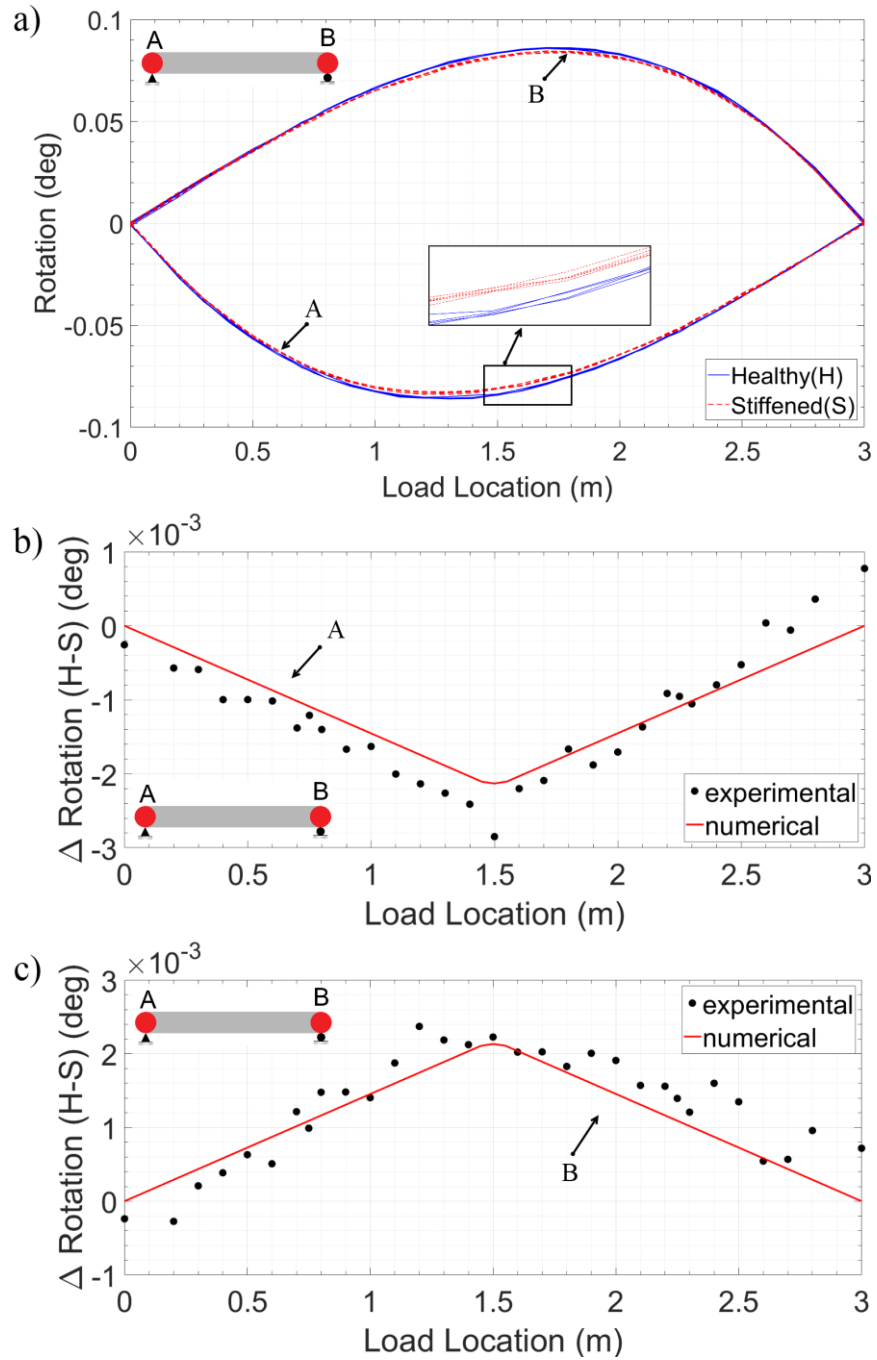 a)
0.1
0.05
0
-0.05
-0.1
Rotation (deg)
A
B
B
A
Healthy(H)
Stiffened(S)
0
0.5
1
1.5
2
2.5
3
Load Location (m)
b)
×10-3
1
0
-1
-2
-3
Δ Rotation (H-S) (deg)
A
A
B
experimental
numerical
0
0.5
1
1.5
2
2.5
3
Load Location (m)
c)
×10-3
3
2
1
0
-1
Δ Rotation (H-S) (deg)
A
B
experimental
numerical
B
0
0.5
1
1.5
2
2.5
3
Load Location (m)